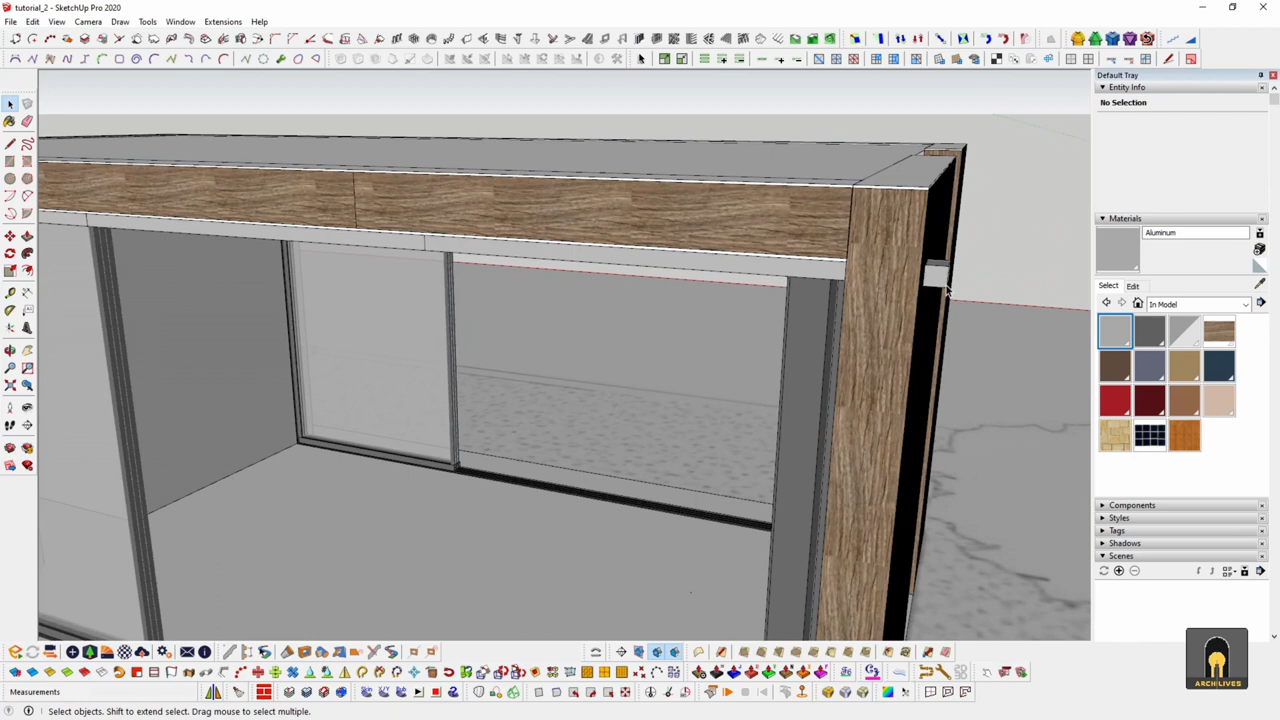 tutorial_2 - SketchUp Pro 2020
File Edit View Camera Draw Tools Window Extensions Help
Default Tray
Entity Info
No Selection
Materials
Aluminum
Select Edit
In Model
Components
Styles
Tags
Shadows
Scenes
ARCHILIVES
Measurements
Select objects. Shift to extend select. Drag mouse to select multiple.